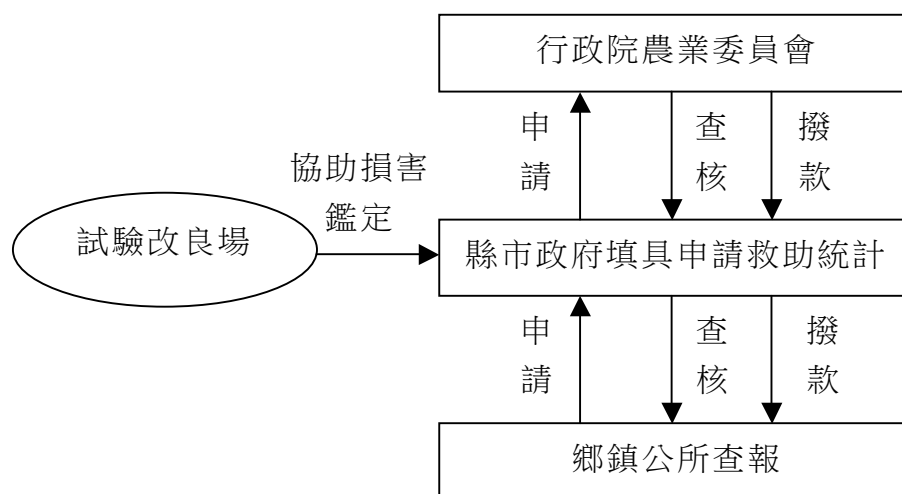 行政院農業委員會
申請
查核
撥款
協助損害
鑑定
試驗改良場
縣市政府填具申請救助統計
申請
查核
撥款
鄉鎮公所查報